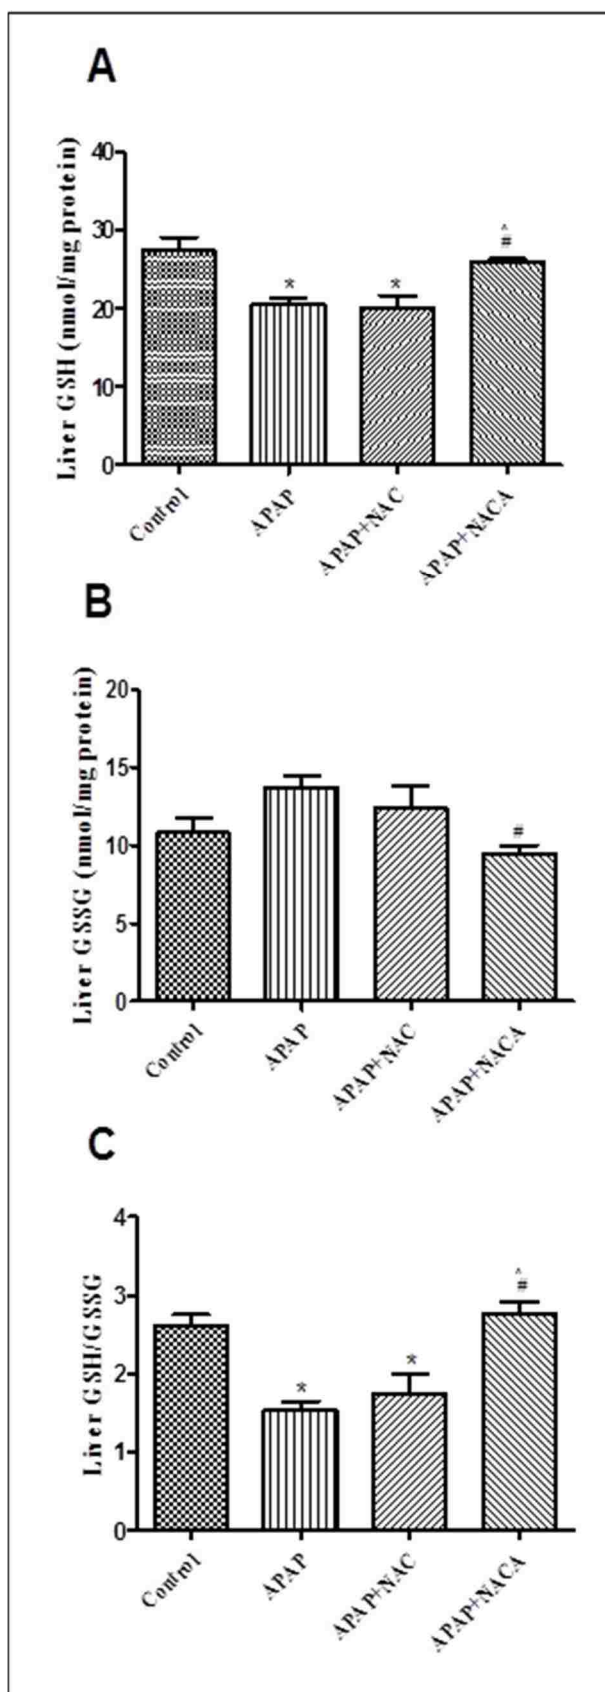 A
Liver GSH (nmol/mg protein)
40
30
20
10
0
*
*
^
#
Control
APAP
APAP+NAC
APAP+NACA
B
Liver GSSG (nmol/mg protein)
20
15
10
5
0
#
Control
APAP
APAP+NAC
APAP+NACA
C
Liver GSH/GSSG
4
3
2
1
0
*
*
^
#
Control
APAP
APAP+NAC
APAP+NACA